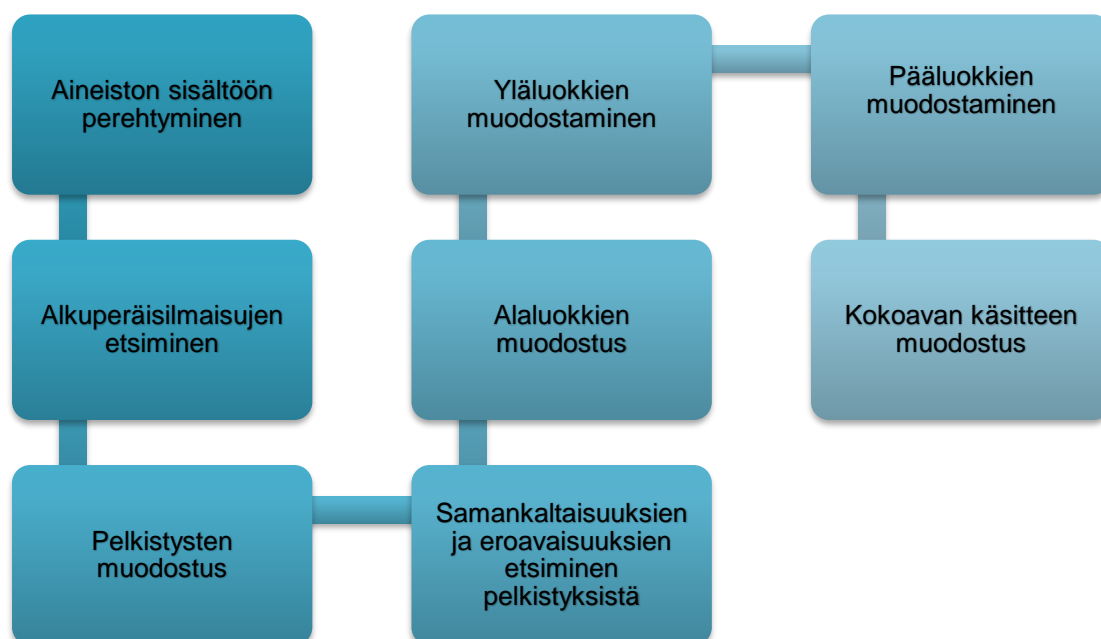 Aineiston sisältöön
perehtyminen
Alkuperäisilmaisujen
etsiminen
Pelkistysten
muodostus
Samankaltaisuuksien
ja eroavaisuuksien
etsiminen
pelkistyksistä
Alaluokkien
muodostus
Yläluokkien
muodostaminen
Pääluokkien
muodostaminen
Kokoavan käsitteen
muodostus